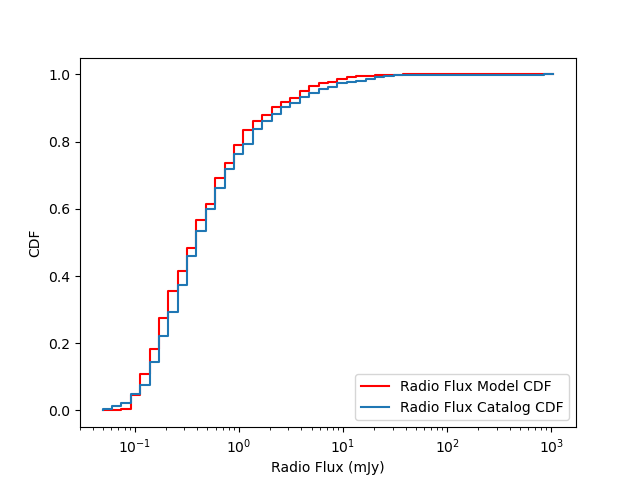 1.0
0.8
0.6
0.4
0.2
0.0
CDF
10⁻¹ 10⁰ 10¹ 10² 10³
Radio Flux (mJy)
Radio Flux Model CDF
Radio Flux Catalog CDF